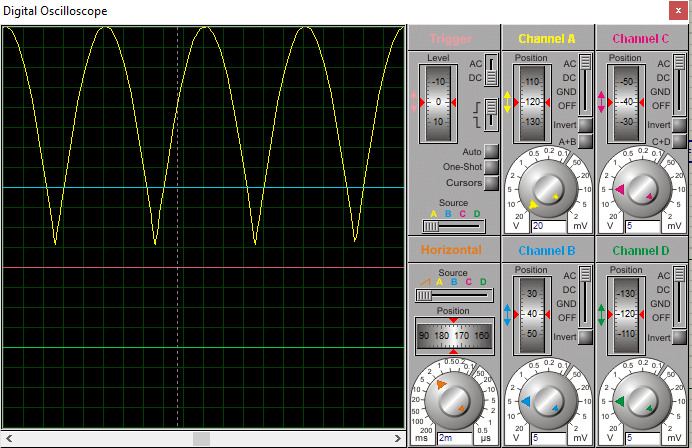 Digital Oscilloscope
x
Trigger
Level
-10
0
10
AC
DC
Auto
One-Shot
Cursors
Source
A B C D
Channel A
Position
110
120
130
AC
DC
GND
OFF
Invert
A+B
20 10 5 2 1 0.5 0.2 0.1 50 20 10 5 2
V 20 mV
Channel C
Position
-50
-40
-30
AC
DC
GND
OFF
Invert
C+D
20 10 5 2 1 0.5 0.2 0.1 50 20 10 5 2
V 5 mV
Horizontal
Source
A B C D
Position
90 180 170 160
200 100 50 20 10 5 2 1 0.5 0.2 0.1 50 20 10 5 2 1 0.5
ms 2m µs
Channel B
Position
30
40
50
AC
DC
GND
OFF
Invert
20 10 5 2 1 0.5 0.2 0.1 50 20 10 5 2
V 5 mV
Channel D
Position
-130
-120
-110
AC
DC
GND
OFF
Invert
20 10 5 2 1 0.5 0.2 0.1 50 20 10 5 2
V 5 mV